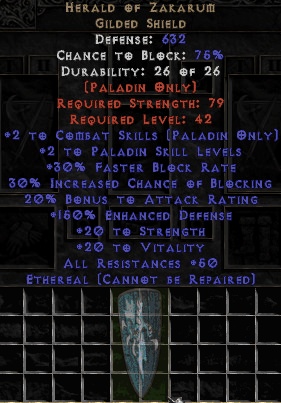 Herald of Zakarum
Gilded Shield
Defense: 632
Chance to Block: 75%
Durability: 26 of 26
(Paladin Only)
Required Strength: 79
Required Level: 42
+2 to Combat Skills (Paladin Only)
+2 to Paladin Skill Levels
+30% Faster Block Rate
30% Increased Chance of Blocking
20% Bonus to Attack Rating
+150% Enhanced Defense
+20 to Strength
+20 to Vitality
All Resistances +50
Ethereal (Cannot be Repaired)